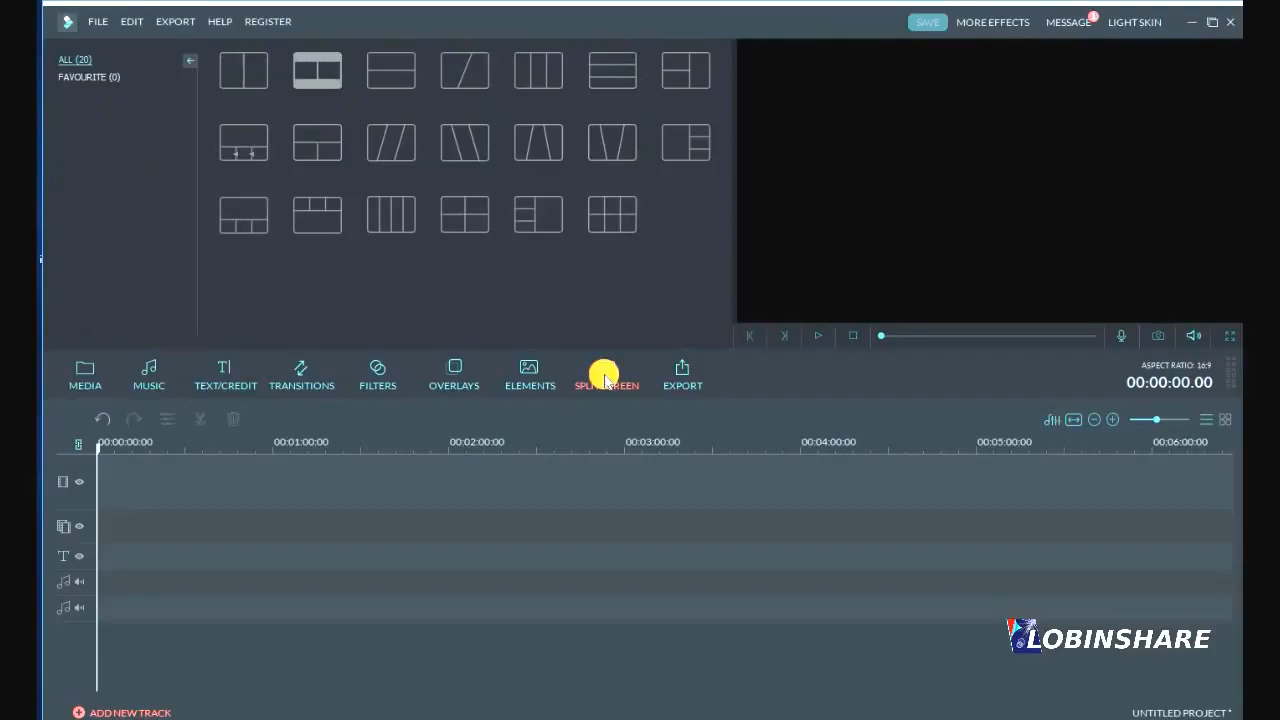 FILE EDIT EXPORT HELP REGISTER SAVE MORE EFFECTS MESSAGE 1 LIGHT SKIN
ALL (20)
FAVOURITE (0)
MEDIA MUSIC TEXT/CREDIT TRANSITIONS FILTERS OVERLAYS ELEMENTS SPLIT SCREEN EXPORT
ASPECT RATIO: 16:9
00:00:00.00
00:00:00:00 00:01:00:00 00:02:00:00 00:03:00:00 00:04:00:00 00:05:00:00 00:06:00:00
LOBINSHARE
ADD NEW TRACK
UNTITLED PROJECT *